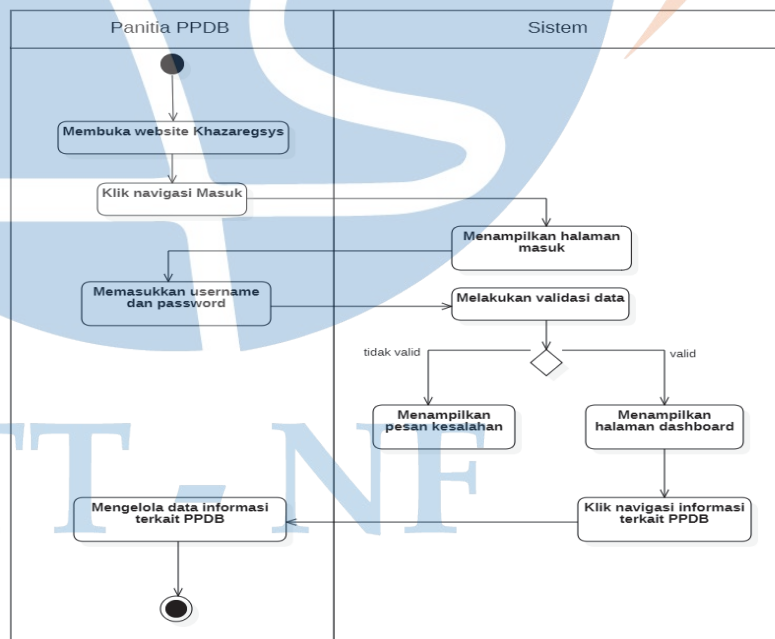 Panitia PPDB
Sistem
Membuka website Khazaregsys
Klik navigasi Masuk
Menampilkan halaman
masuk
Memasukkan username
dan password
Melakukan validasi data
tidak valid
valid
Menampilkan
pesan kesalahan
Menampilkan
halaman dashboard
Mengelola data informasi
terkait PPDB
Klik navigasi informasi
terkait PPDB
T - NF